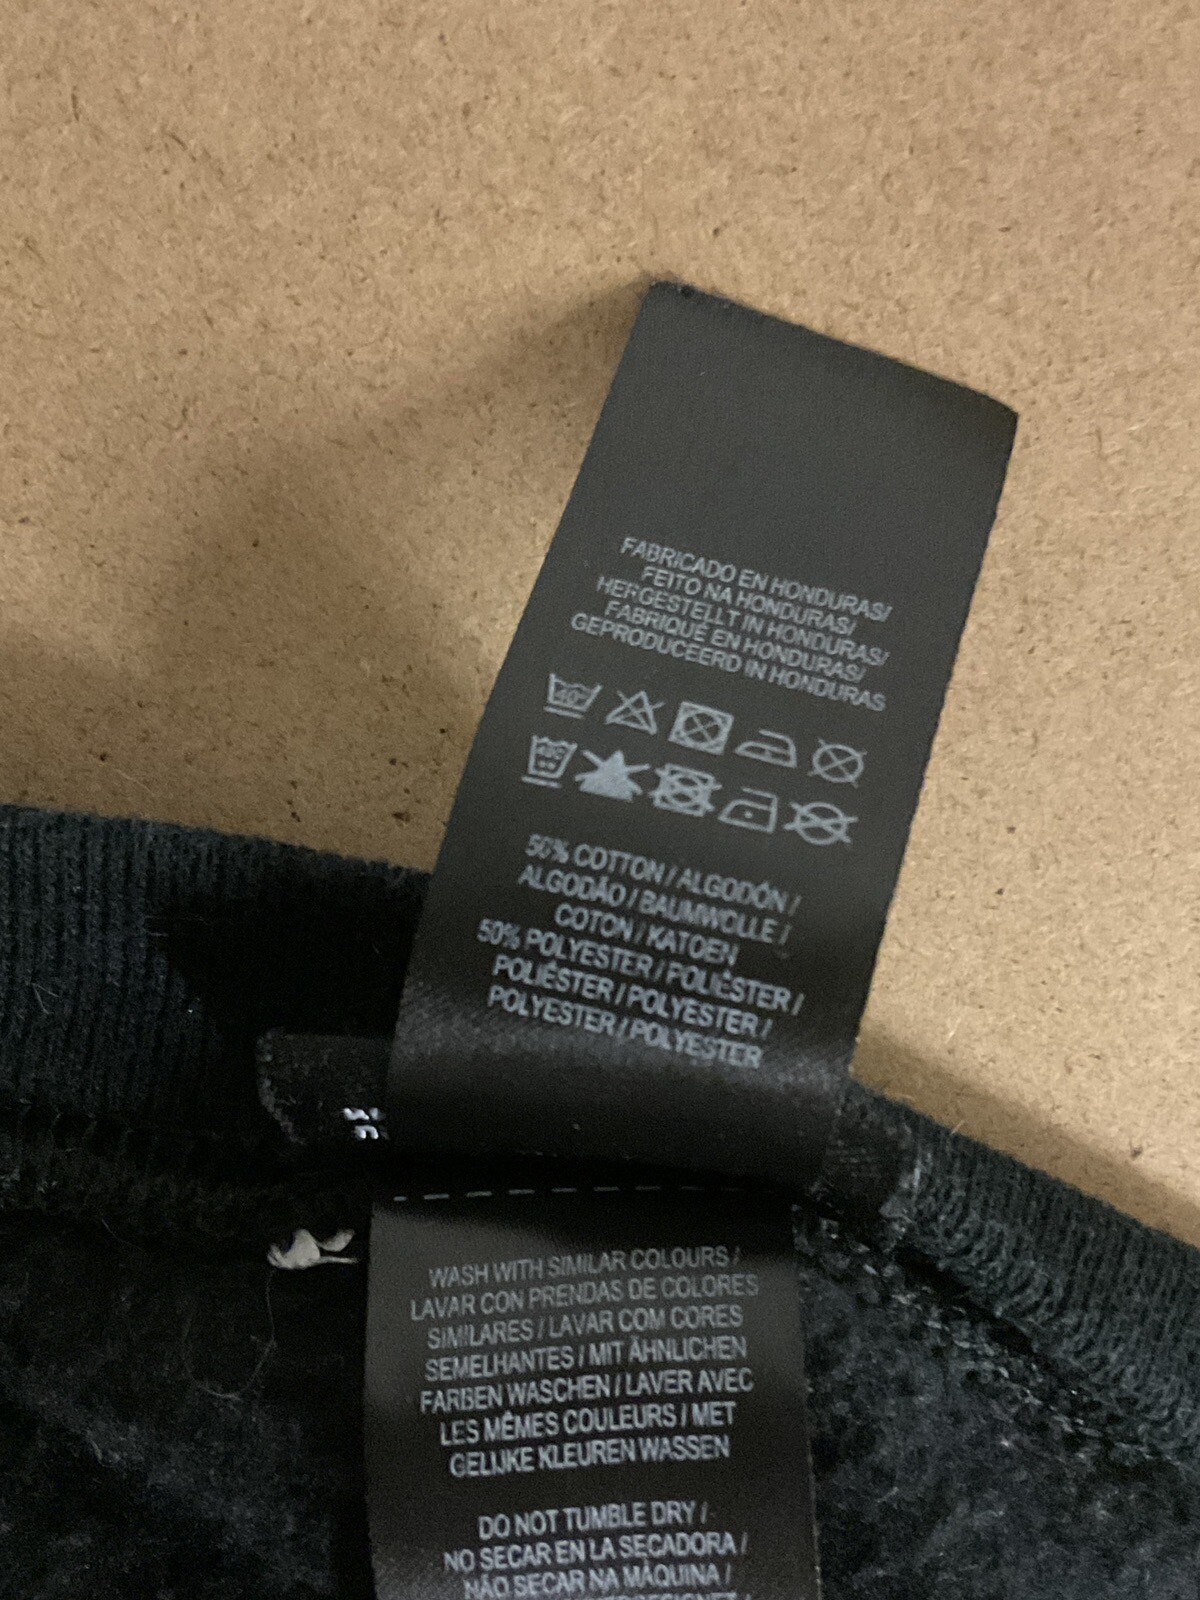 FABRICADO EN HONDURAS/
FEITO NA HONDURAS/
HERGESTELLT IN HONDURAS/
FABRIQUÉ EN HONDURAS/
GEPRODUCEERD IN HONDURAS
40°
50% COTTON / ALGODÓN /
ALGODÃO / BAUMWOLLE /
COTON / KATOEN
50% POLYESTER / POLIÈSTER /
POLIÉSTER / POLYESTER /
POLYESTER / POLYESTER
WASH WITH SIMILAR COLOURS /
LAVAR CON PRENDAS DE COLORES
SIMILARES / LAVAR COM CORES
SEMELHANTES / MIT ÄHNLICHEN
FARBEN WASCHEN / LAVER AVEC
LES MÊMES COULEURS / MET
GELIJKE KLEUREN WASSEN
DO NOT TUMBLE DRY /
NO SECAR EN LA SECADORA /
NÃO SECAR NA MÁQUINA /